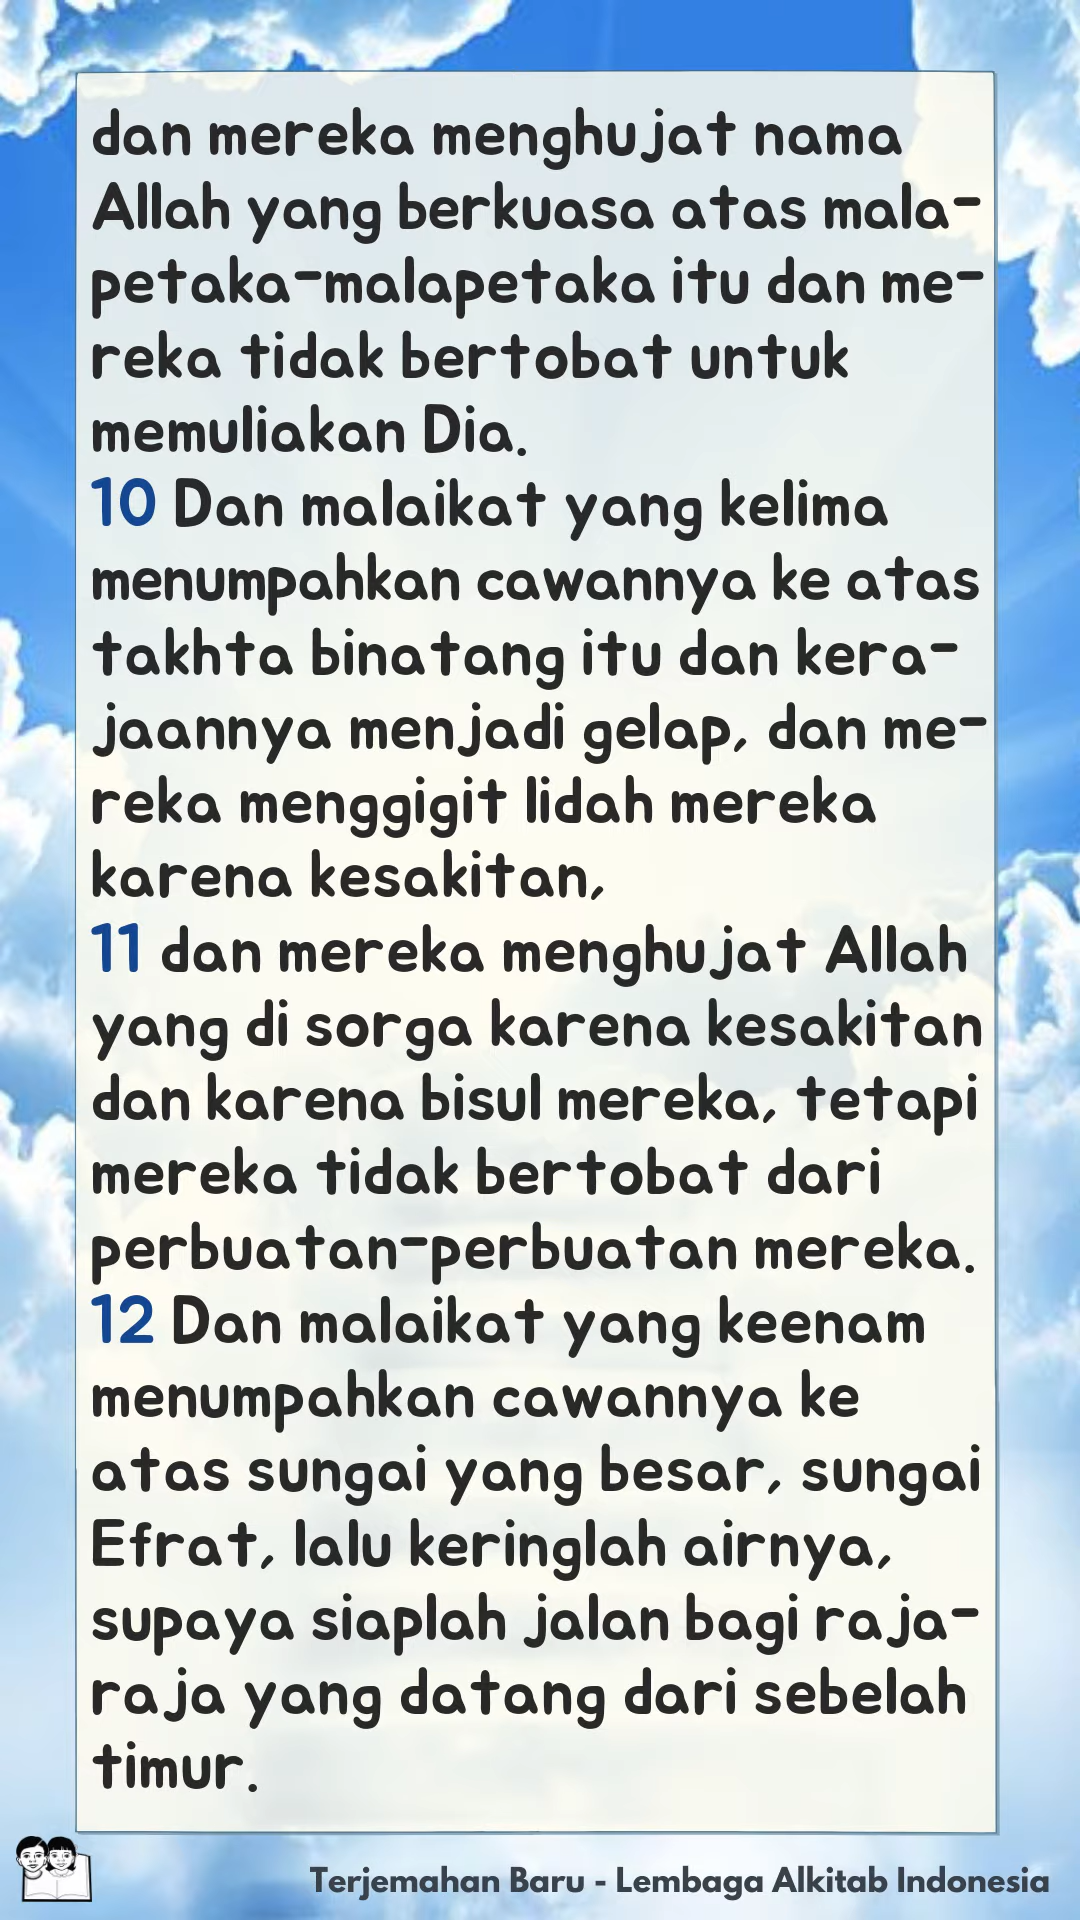 dan mereka menghujat nama
Allah yang berkuasa atas mala-
petaka-malapetaka itu dan me-
reka tidak bertobat untuk
memuliakan Dia.
10 Dan malaikat yang kelima
menumpahkan cawannya ke atas
takhta binatang itu dan kera-
jaannya menjadi gelap, dan me-
reka menggigit lidah mereka
karena kesakitan,
11 dan mereka menghujat Allah
yang di sorga karena kesakitan
dan karena bisul mereka, tetapi
mereka tidak bertobat dari
perbuatan-perbuatan mereka.
12 Dan malaikat yang keenam
menumpahkan cawannya ke
atas sungai yang besar, sungai
Efrat, lalu keringlah airnya,
supaya siaplah jalan bagi raja-
raja yang datang dari sebelah
timur.
Terjemahan Baru - Lembaga Alkitab Indonesia